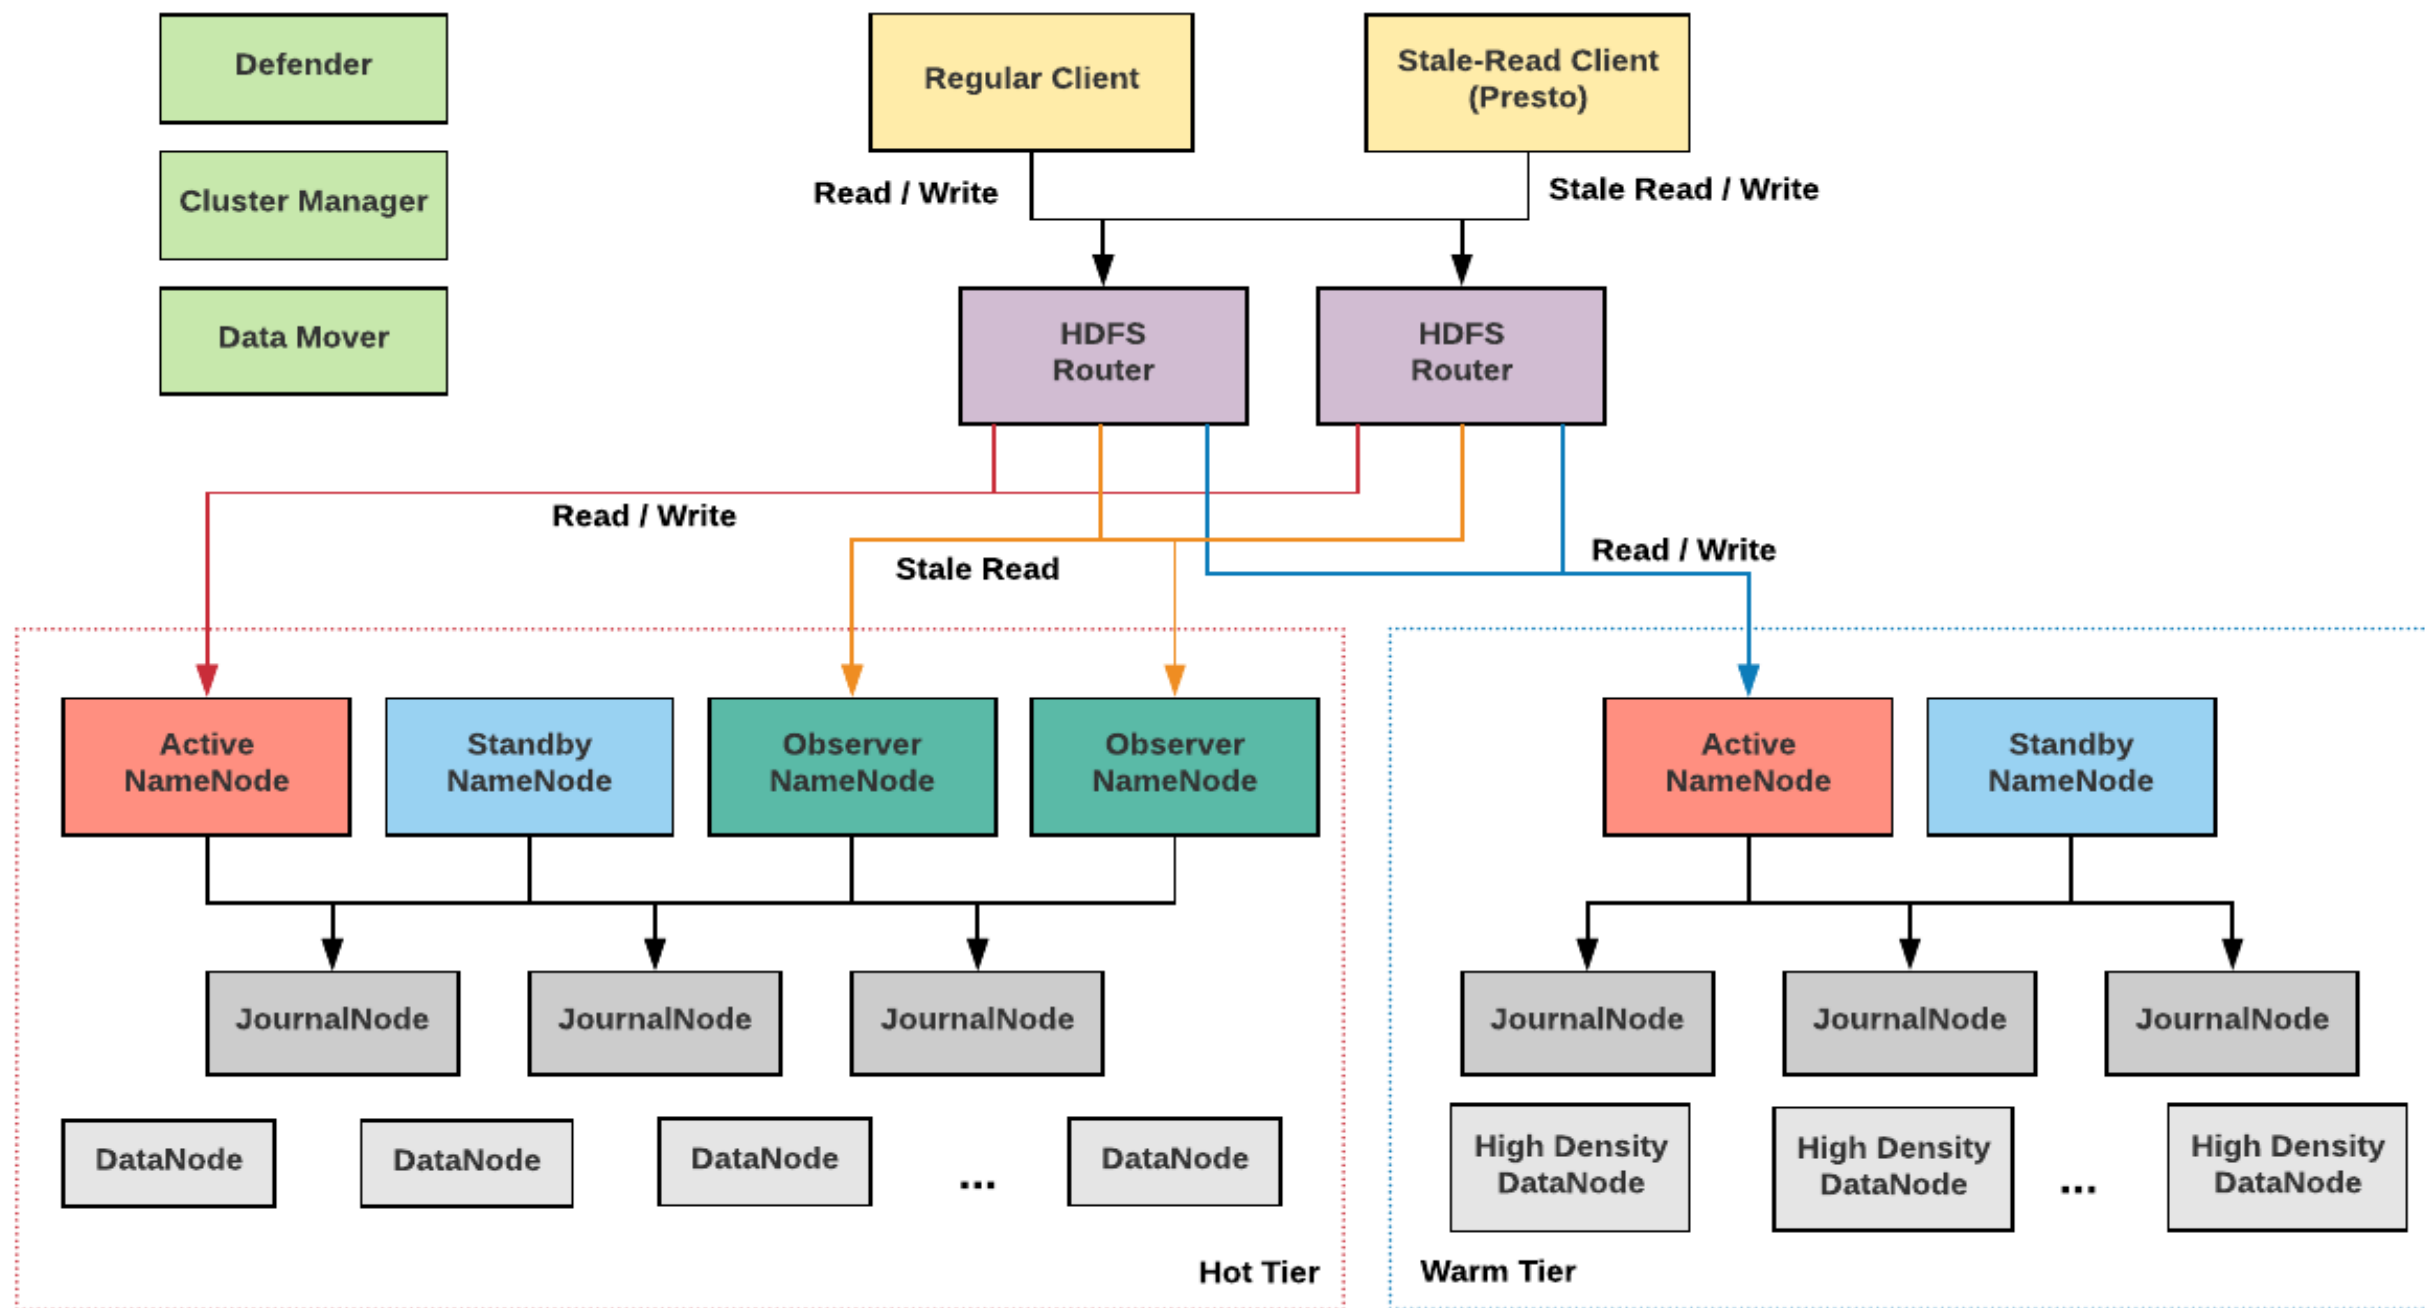 Defender
Cluster Manager
Data Mover
Regular Client
Stale-Read Client
(Presto)
Read / Write
Stale Read / Write
HDFS
Router
HDFS
Router
Read / Write
Stale Read
Read / Write
Active
NameNode
Standby
NameNode
Observer
NameNode
Observer
NameNode
Active
NameNode
Standby
NameNode
JournalNode
JournalNode
JournalNode
JournalNode
JournalNode
JournalNode
DataNode
DataNode
DataNode
...
DataNode
High Density
DataNode
High Density
DataNode
...
High Density
DataNode
Hot Tier
Warm Tier